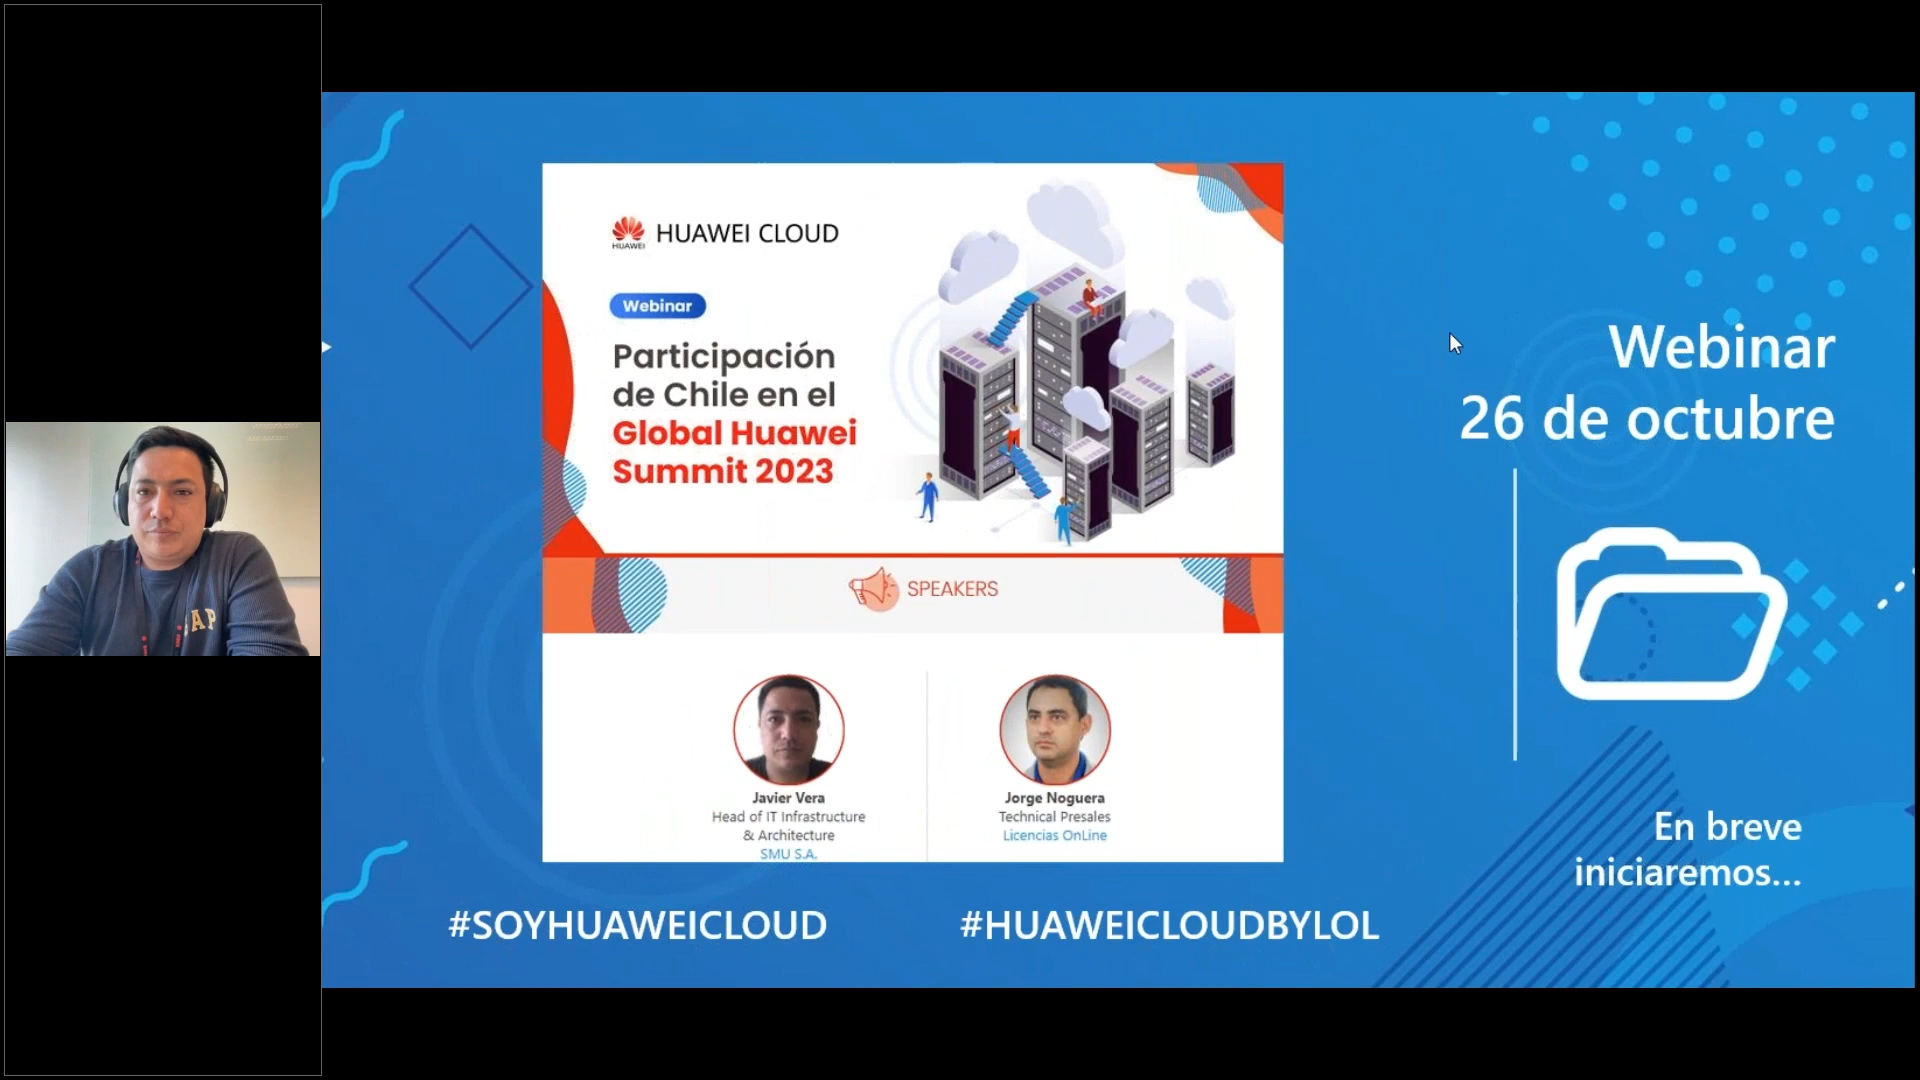 HUAWEI
HUAWEI CLOUD
Webinar
Participación
de Chile en el
Global Huawei
Summit 2023
SPEAKERS
Javier Vera
Head of IT Infrastructure
& Architecture
SMU S.A.
Jorge Noguera
Technical Presales
Licencias OnLine
#SOYHUAWEICLOUD
#HUAWEICLOUDBYLOL
Webinar
26 de octubre
En breve
iniciaremos...
AP